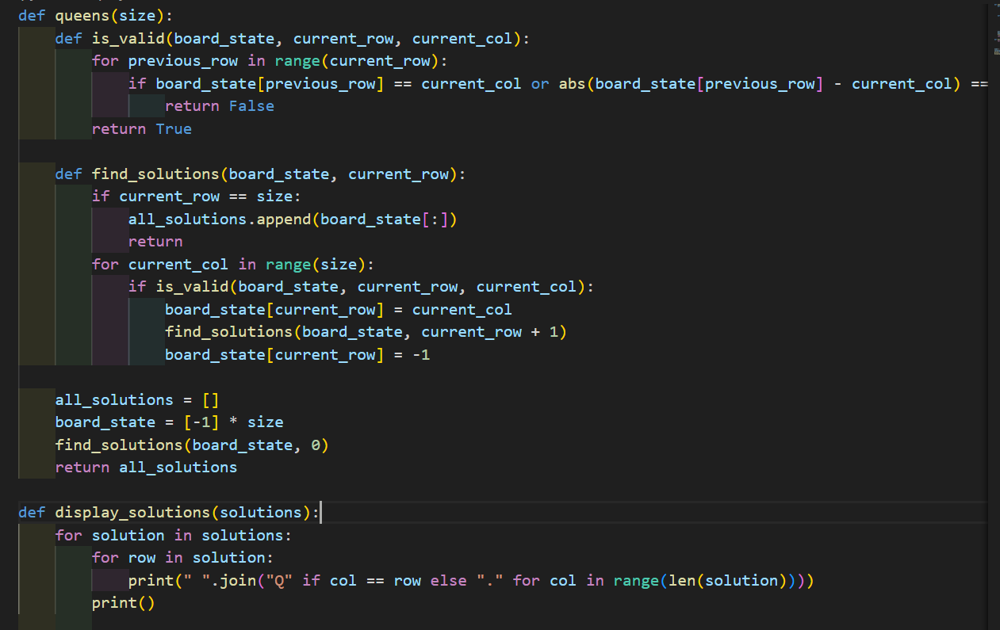 def queens(size):
    def is_valid(board_state, current_row, current_col):
        for previous_row in range(current_row):
            if board_state[previous_row] == current_col or abs(board_state[previous_row] - current_col) ==
                return False
        return True

    def find_solutions(board_state, current_row):
        if current_row == size:
            all_solutions.append(board_state[:])
            return
        for current_col in range(size):
            if is_valid(board_state, current_row, current_col):
                board_state[current_row] = current_col
                find_solutions(board_state, current_row + 1)
                board_state[current_row] = -1

    all_solutions = []
    board_state = [-1] * size
    find_solutions(board_state, 0)
    return all_solutions

def display_solutions(solutions):
    for solution in solutions:
        for row in solution:
            print(" ".join("Q" if col == row else "." for col in range(len(solution))))
        print()